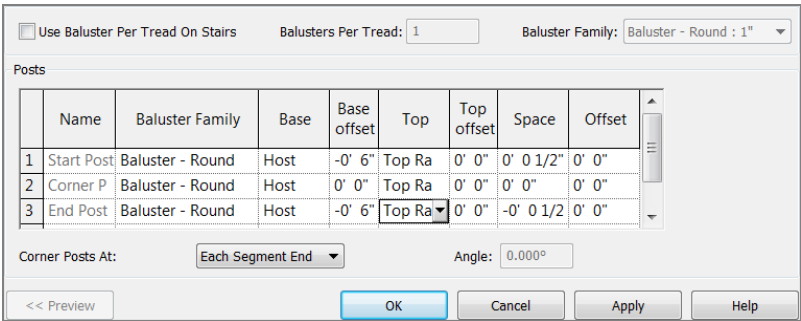 Use Baluster Per Tread On Stairs Balusters Per Tread: 1 Baluster Family: Baluster - Round : 1"
Posts
Name Baluster Family Base Base offset Top Top offset Space Offset
1 Start Post Baluster - Round Host -0' 6" Top Ra 0' 0" 0' 0 1/2" 0' 0"
2 Corner P Baluster - Round Host 0' 0" Top Ra 0' 0" 0' 0" 0' 0"
3 End Post Baluster - Round Host -0' 6" Top Ra 0' 0" -0' 0 1/2 0' 0"
Corner Posts At: Each Segment End Angle: 0.000°
<< Preview OK Cancel Apply Help